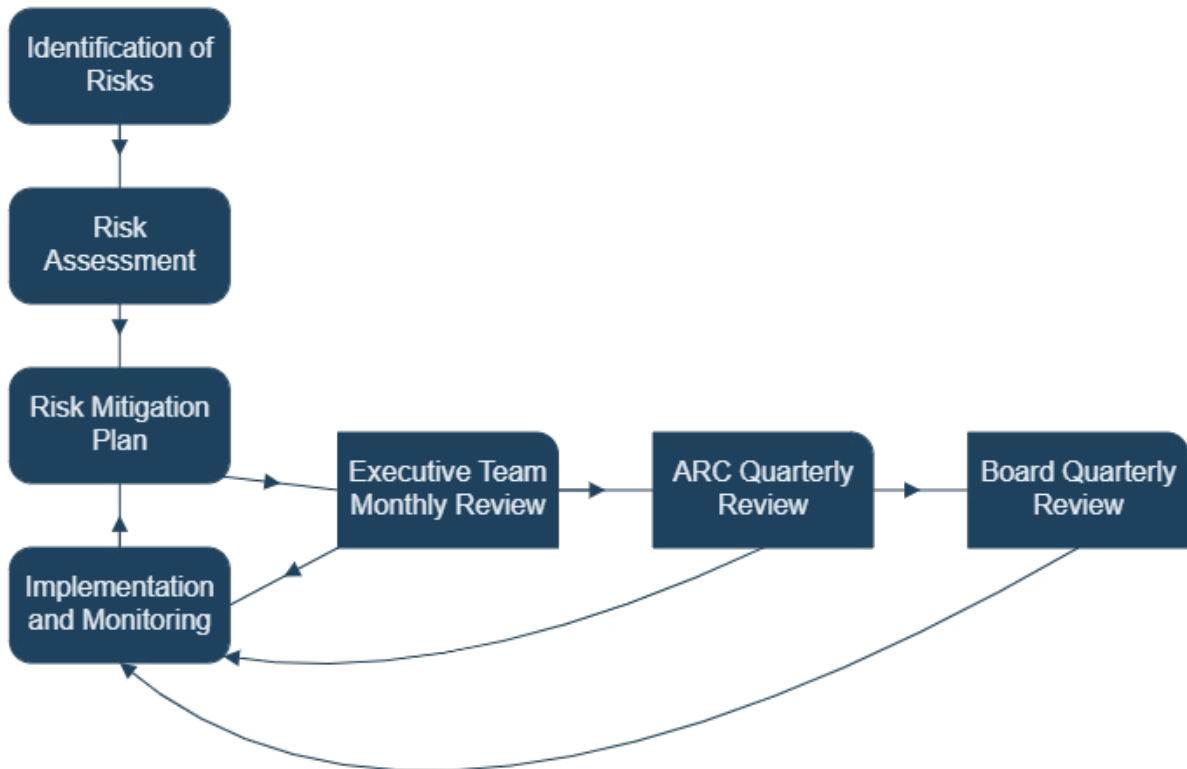 Identification of
Risks
Risk
Assessment
Risk Mitigation
Plan
Executive Team
Monthly Review
ARC Quarterly
Review
Board Quarterly
Review
Implementation
and Monitoring